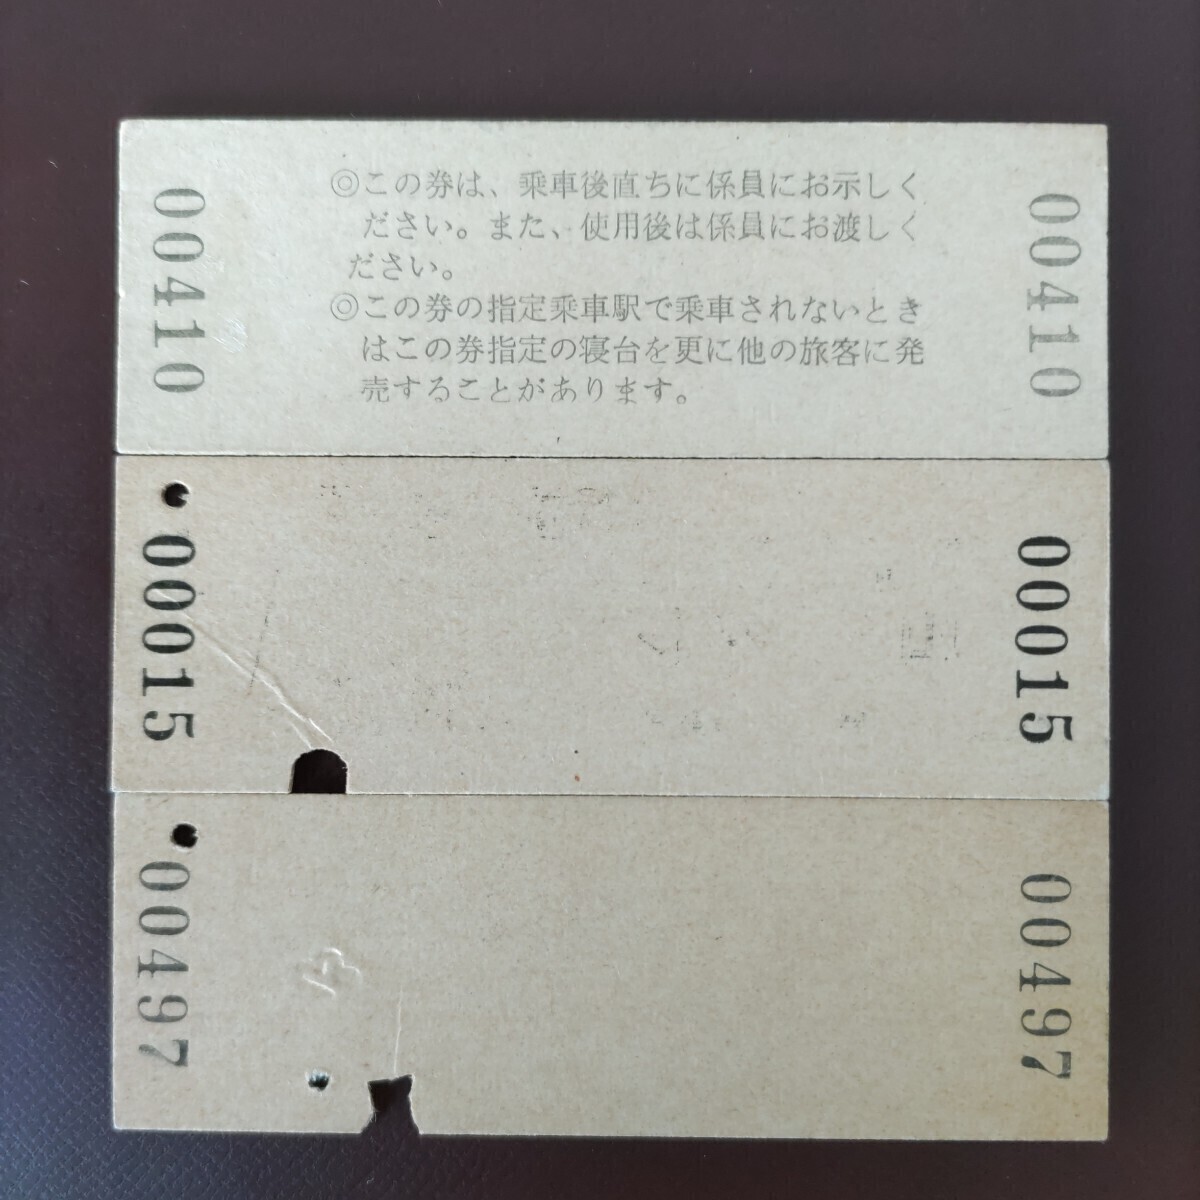 00410
◎この券は、乗車後直ちに係員にお示しく
ださい。また、使用後は係員にお渡しく
ださい。
◎この券の指定乗車駅で乗車されないとき
はこの券指定の寝台を更に他の旅客に発
売することがあります。
00410
00015
00015
00497
00497